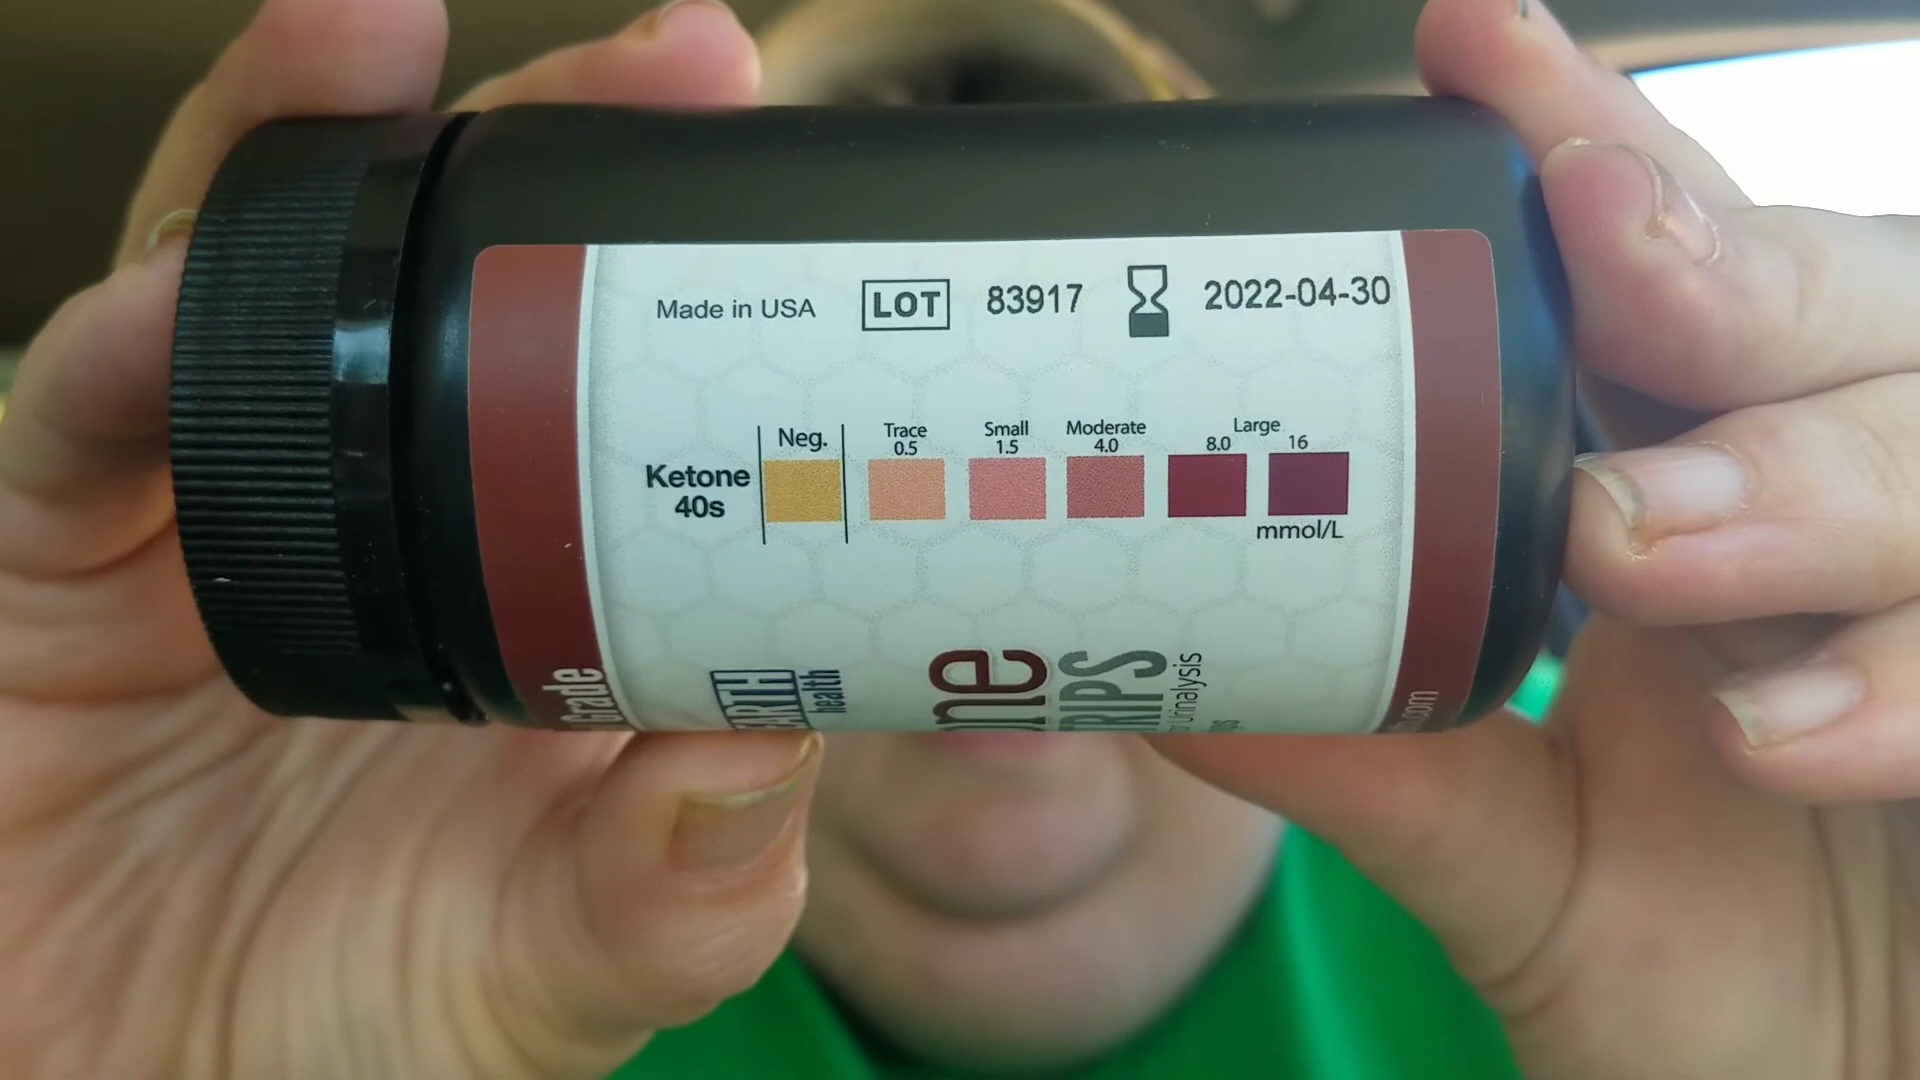 Made in USA LOT 83917 2022-04-30
Neg. Trace Small Moderate Large
0.5 1.5 4.0 8.0 16
Ketone
40s
mmol/L
Grade
health
Urinalysis